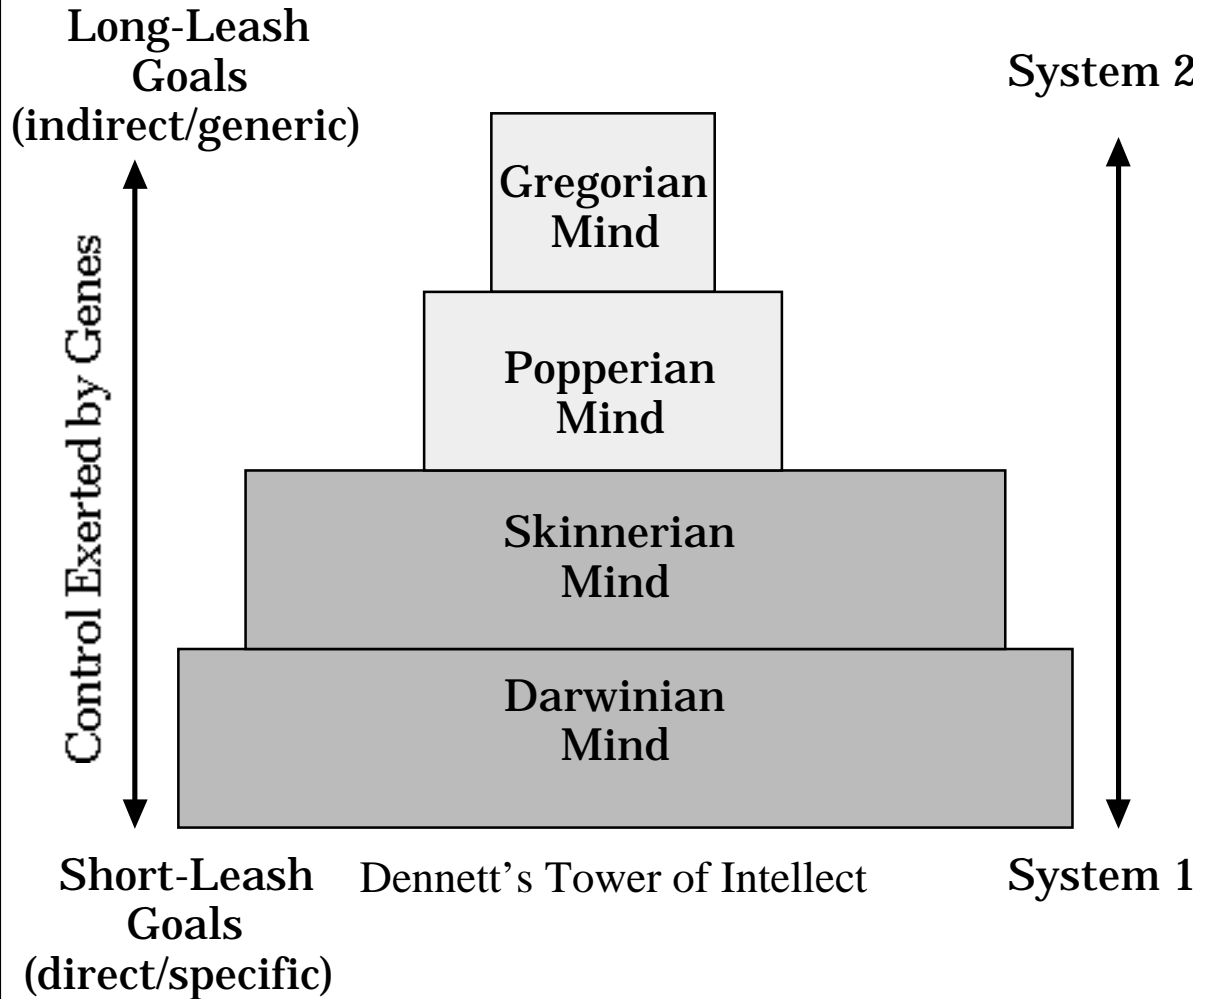 Long-Leash
Goals
(indirect/generic)
System 2
Gregorian
Mind
Popperian
Mind
Control Exerted by Genes
Skinnerian
Mind
Darwinian
Mind
Short-Leash
Goals
(direct/specific)
Dennett’s Tower of Intellect
System 1